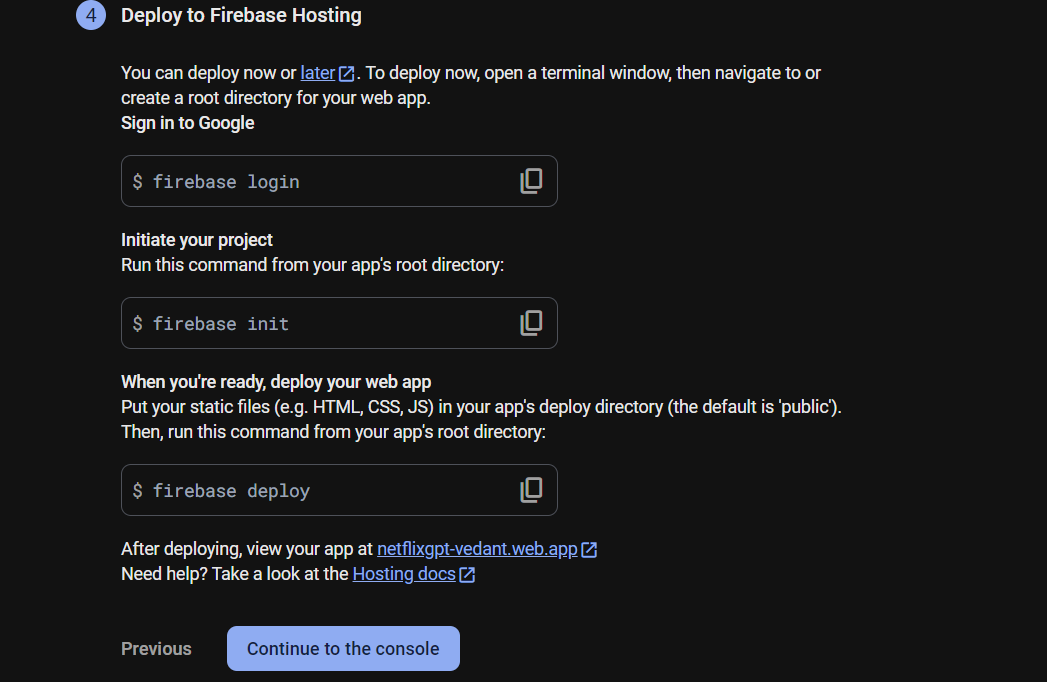 4 Deploy to Firebase Hosting
You can deploy now or later. To deploy now, open a terminal window, then navigate to or
create a root directory for your web app.
Sign in to Google
$ firebase login
Initiate your project
Run this command from your app's root directory:
$ firebase init
When you're ready, deploy your web app
Put your static files (e.g. HTML, CSS, JS) in your app's deploy directory (the default is 'public').
Then, run this command from your app's root directory:
$ firebase deploy
After deploying, view your app at netflixgpt-vedant.web.app
Need help? Take a look at the Hosting docs
Previous Continue to the console